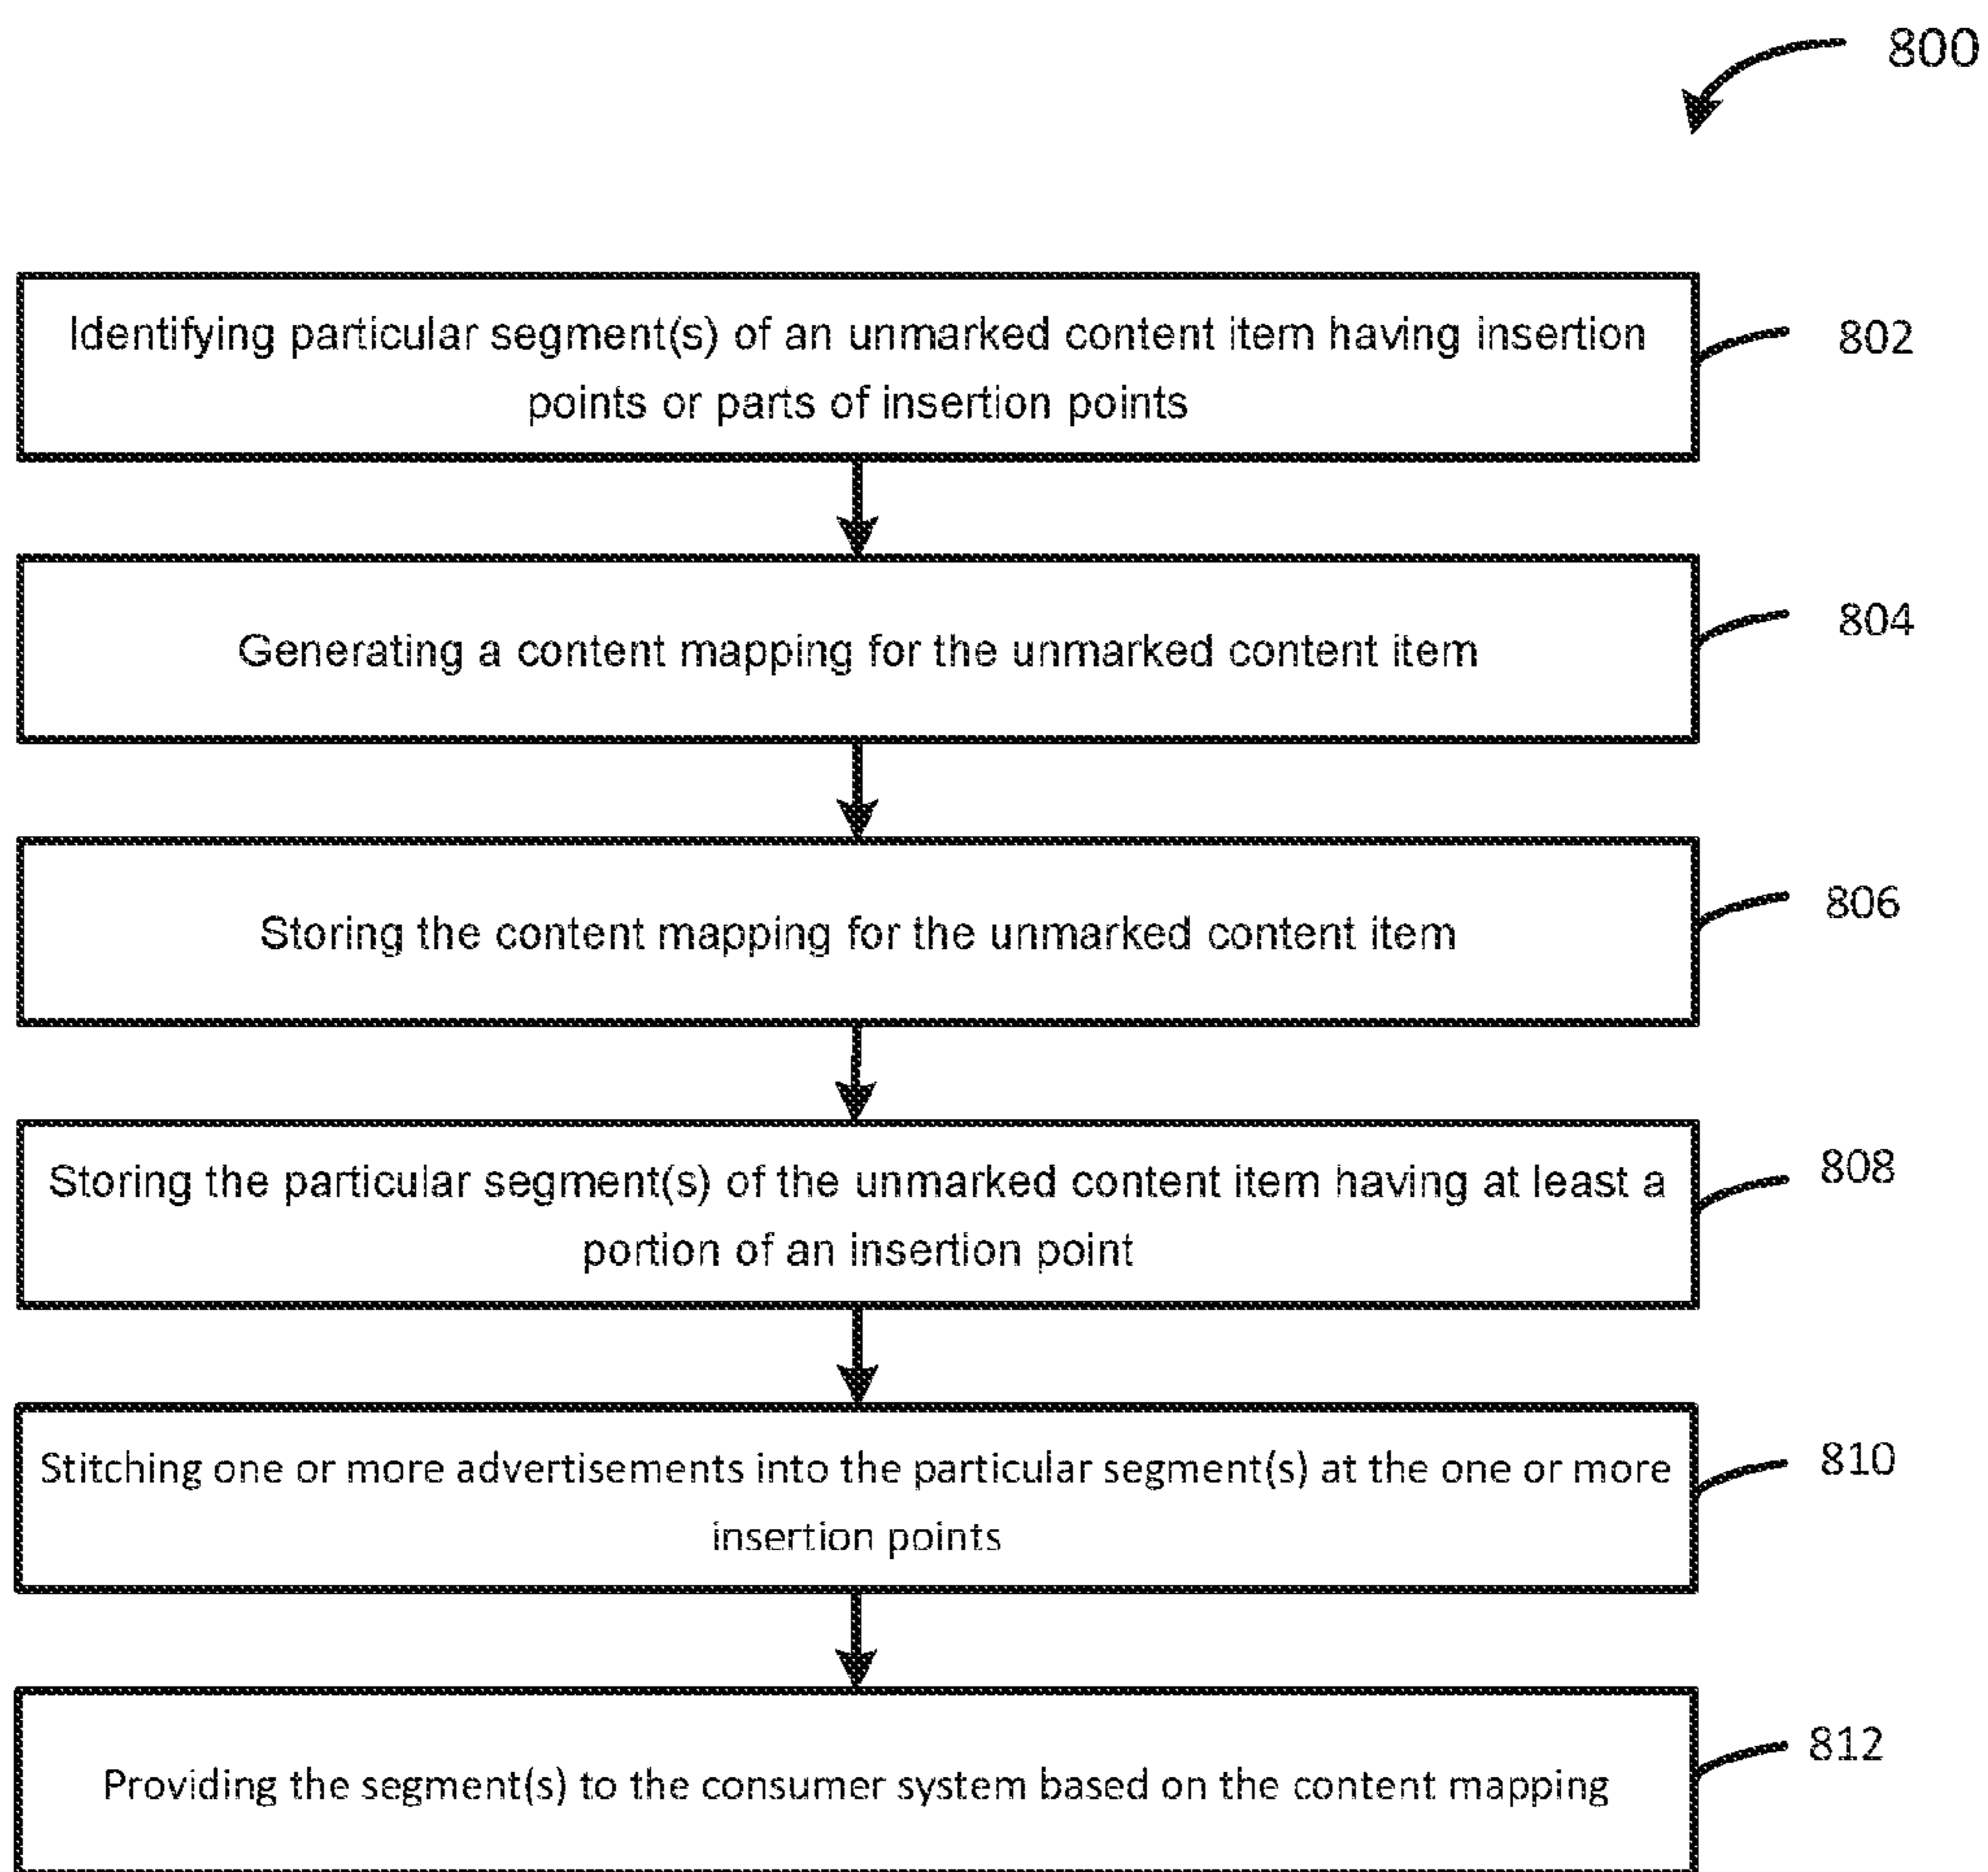 800
Identifying particular segment(s) of an unmarked content item having insertion
points or parts of insertion points
802
Generating a content mapping for the unmarked content item
804
Storing the content mapping for the unmarked content item
806
Storing the particular segment(s) of the unmarked content item having at least a
portion of an insertion point
808
Stitching one or more advertisements into the particular segment(s) at the one or more
insertion points
810
Providing the segment(s) to the consumer system based on the content mapping
812